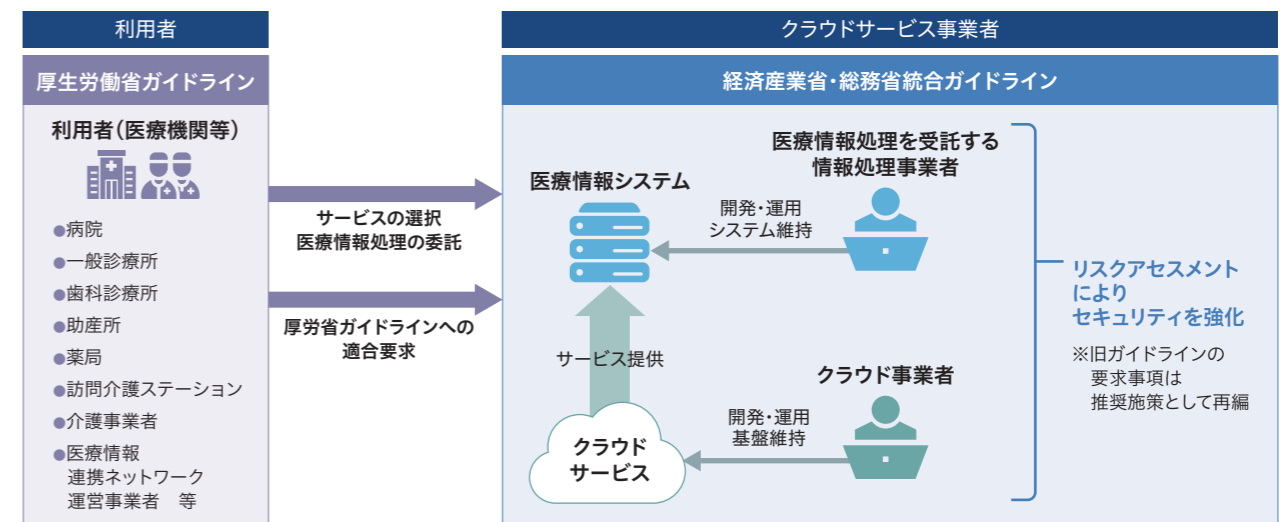 利用者
厚生労働省ガイドライン
利用者(医療機関等)
●病院
●一般診療所
●歯科診療所
●助産所
●薬局
●訪問介護ステーション
●介護事業者
●医療情報
連携ネットワーク
運営事業者 等
サービスの選択
医療情報処理の委託
厚労省ガイドラインへの
適合要求
クラウドサービス事業者
経済産業省・総務省統合ガイドライン
医療情報システム
医療情報処理を受託する
情報処理事業者
開発・運用
システム維持
サービス提供
クラウド
サービス
クラウド事業者
開発・運用
基盤維持
リスクアセスメント
により
セキュリティを強化
※旧ガイドラインの
要求事項は
推奨施策として再編